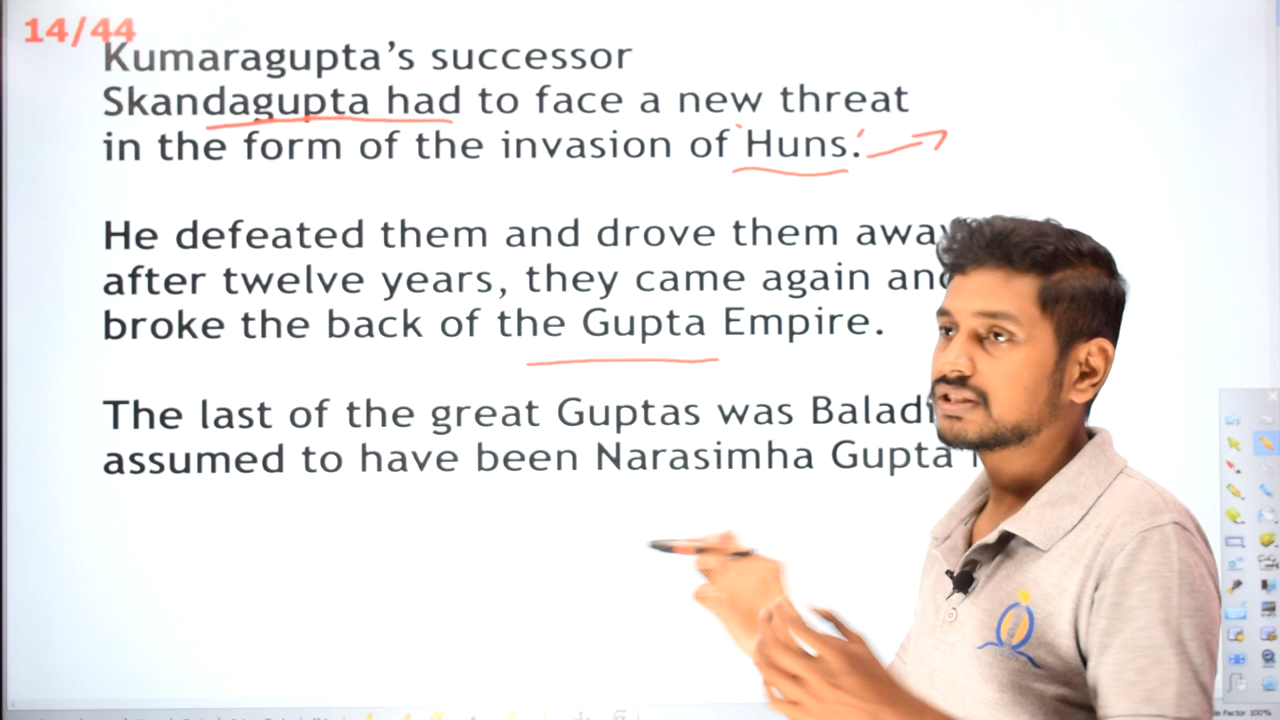 14/44
Kumaragupta's successor
Skandagupta had to face a new threat
in the form of the invasion of 'Huns.'
He defeated them and drove them away
after twelve years, they came again and
broke the back of the Gupta Empire.
The last of the great Guptas was
assumed to have been Narasimha Gupta